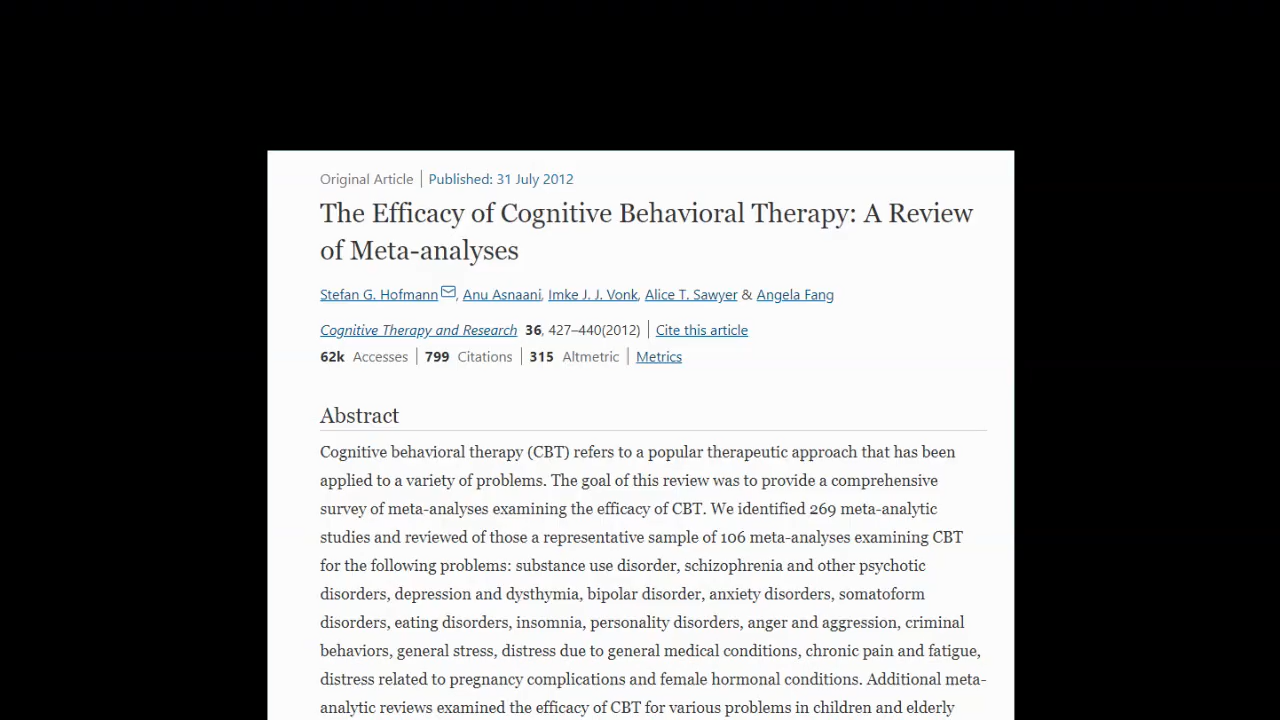 Original Article | Published: 31 July 2012
The Efficacy of Cognitive Behavioral Therapy: A Review
of Meta-analyses
Stefan G. Hofmann, Anu Asnaani, Imke J. J. Vonk, Alice T. Sawyer & Angela Fang
Cognitive Therapy and Research 36, 427–440(2012) | Cite this article
62k Accesses | 799 Citations | 315 Altmetric | Metrics
Abstract
Cognitive behavioral therapy (CBT) refers to a popular therapeutic approach that has been
applied to a variety of problems. The goal of this review was to provide a comprehensive
survey of meta-analyses examining the efficacy of CBT. We identified 269 meta-analytic
studies and reviewed of those a representative sample of 106 meta-analyses examining CBT
for the following problems: substance use disorder, schizophrenia and other psychotic
disorders, depression and dysthymia, bipolar disorder, anxiety disorders, somatoform
disorders, eating disorders, insomnia, personality disorders, anger and aggression, criminal
behaviors, general stress, distress due to general medical conditions, chronic pain and fatigue,
distress related to pregnancy complications and female hormonal conditions. Additional meta-
analytic reviews examined the efficacy of CBT for various problems in children and elderly